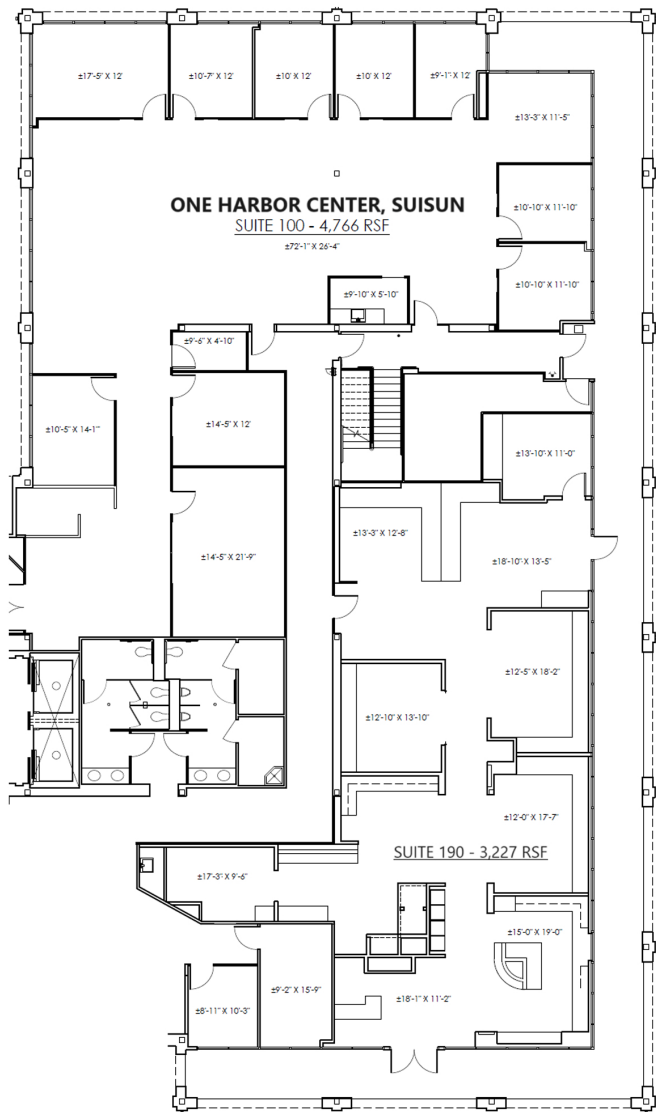 ±17'-5" X 12'
±10'-7" X 12'
±10' X 12'
±10' X 12'
±9'-1" X 12'
±13'-3" X 11'-5"
ONE HARBOR CENTER, SUISUN
SUITE 100 - 4,766 RSF
±72'-1" X 26'-4"
±10'-10" X 11'-10"
±10'-10" X 11'-10"
±9'-10" X 5'-10"
±9'-6" X 4'-10"
±10'-5" X 14'-1"
±14'-5" X 12'
±13'-10" X 11'-0"
±13'-3" X 12'-8"
±14'-5" X 21'-9"
±18'-10" X 13'-5"
±12'-5" X 18'-2"
±12'-10" X 13'-10"
±12'-0" X 17'-7"
SUITE 190 - 3,227 RSF
±17'-3" X 9'-6"
±15'-0" X 19'-0"
±9'-2" X 15'-9"
±18'-1" X 11'-2"
±8'-11" X 10'-3"